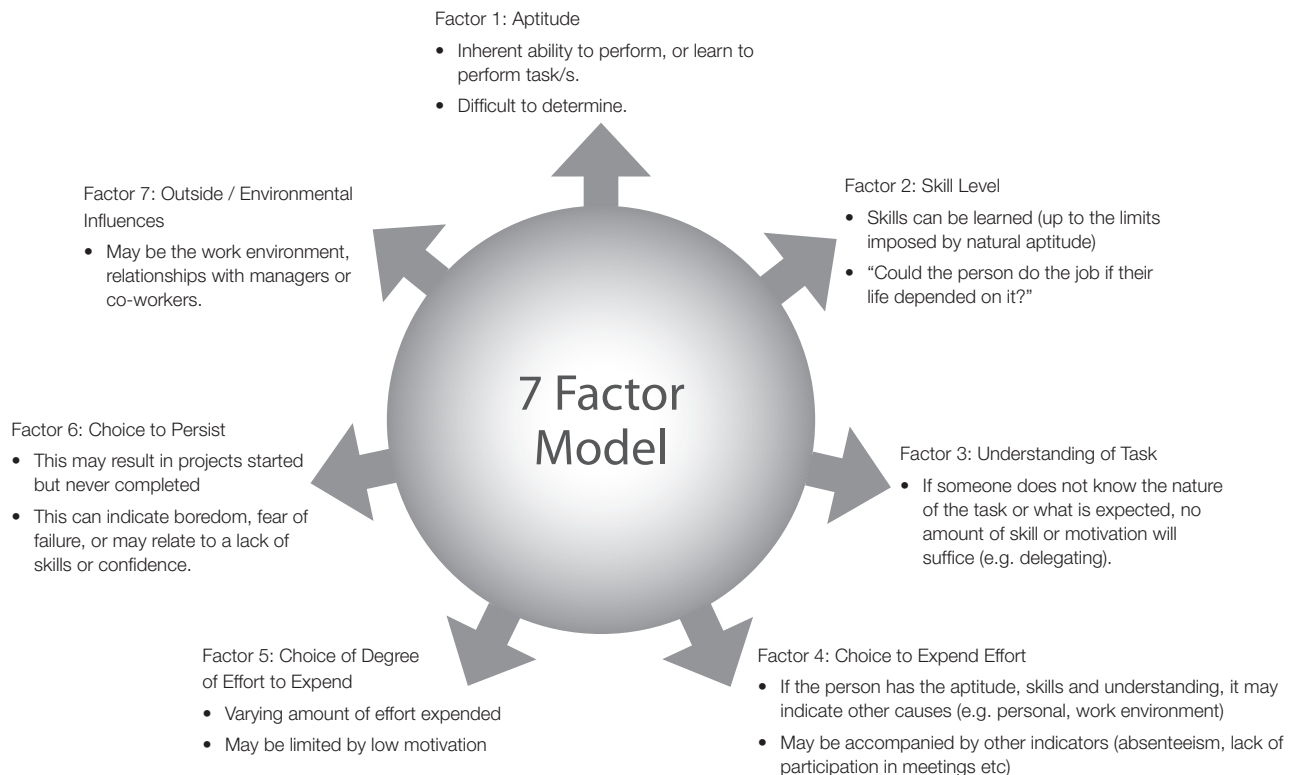 Factor 1: Aptitude
• Inherent ability to perform, or learn to
perform task/s.
• Difficult to determine.
Factor 2: Skill Level
• Skills can be learned (up to the limits
imposed by natural aptitude)
• “Could the person do the job if their
life depended on it?”
Factor 3: Understanding of Task
• If someone does not know the nature
of the task or what is expected, no
amount of skill or motivation will
suffice (e.g. delegating).
Factor 4: Choice to Expend Effort
• If the person has the aptitude, skills and understanding, it may
indicate other causes (e.g. personal, work environment)
• May be accompanied by other indicators (absenteeism, lack of
participation in meetings etc)
Factor 5: Choice of Degree
of Effort to Expend
• Varying amount of effort expended
• May be limited by low motivation
Factor 6: Choice to Persist
• This may result in projects started
but never completed
• This can indicate boredom, fear of
failure, or may relate to a lack of
skills or confidence.
Factor 7: Outside / Environmental
Influences
• May be the work environment,
relationships with managers or
co-workers.
7 Factor
Model